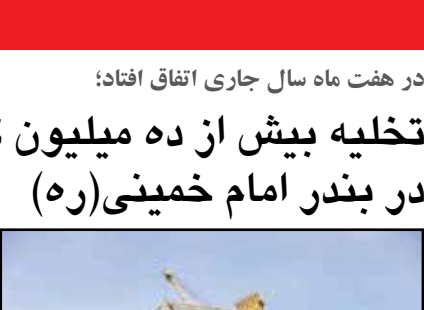 در هفت ماه سال جاری اتفاق افتاد؛
تخلیه بیش از ده میلیون
در بندر امام خمینی(ره)